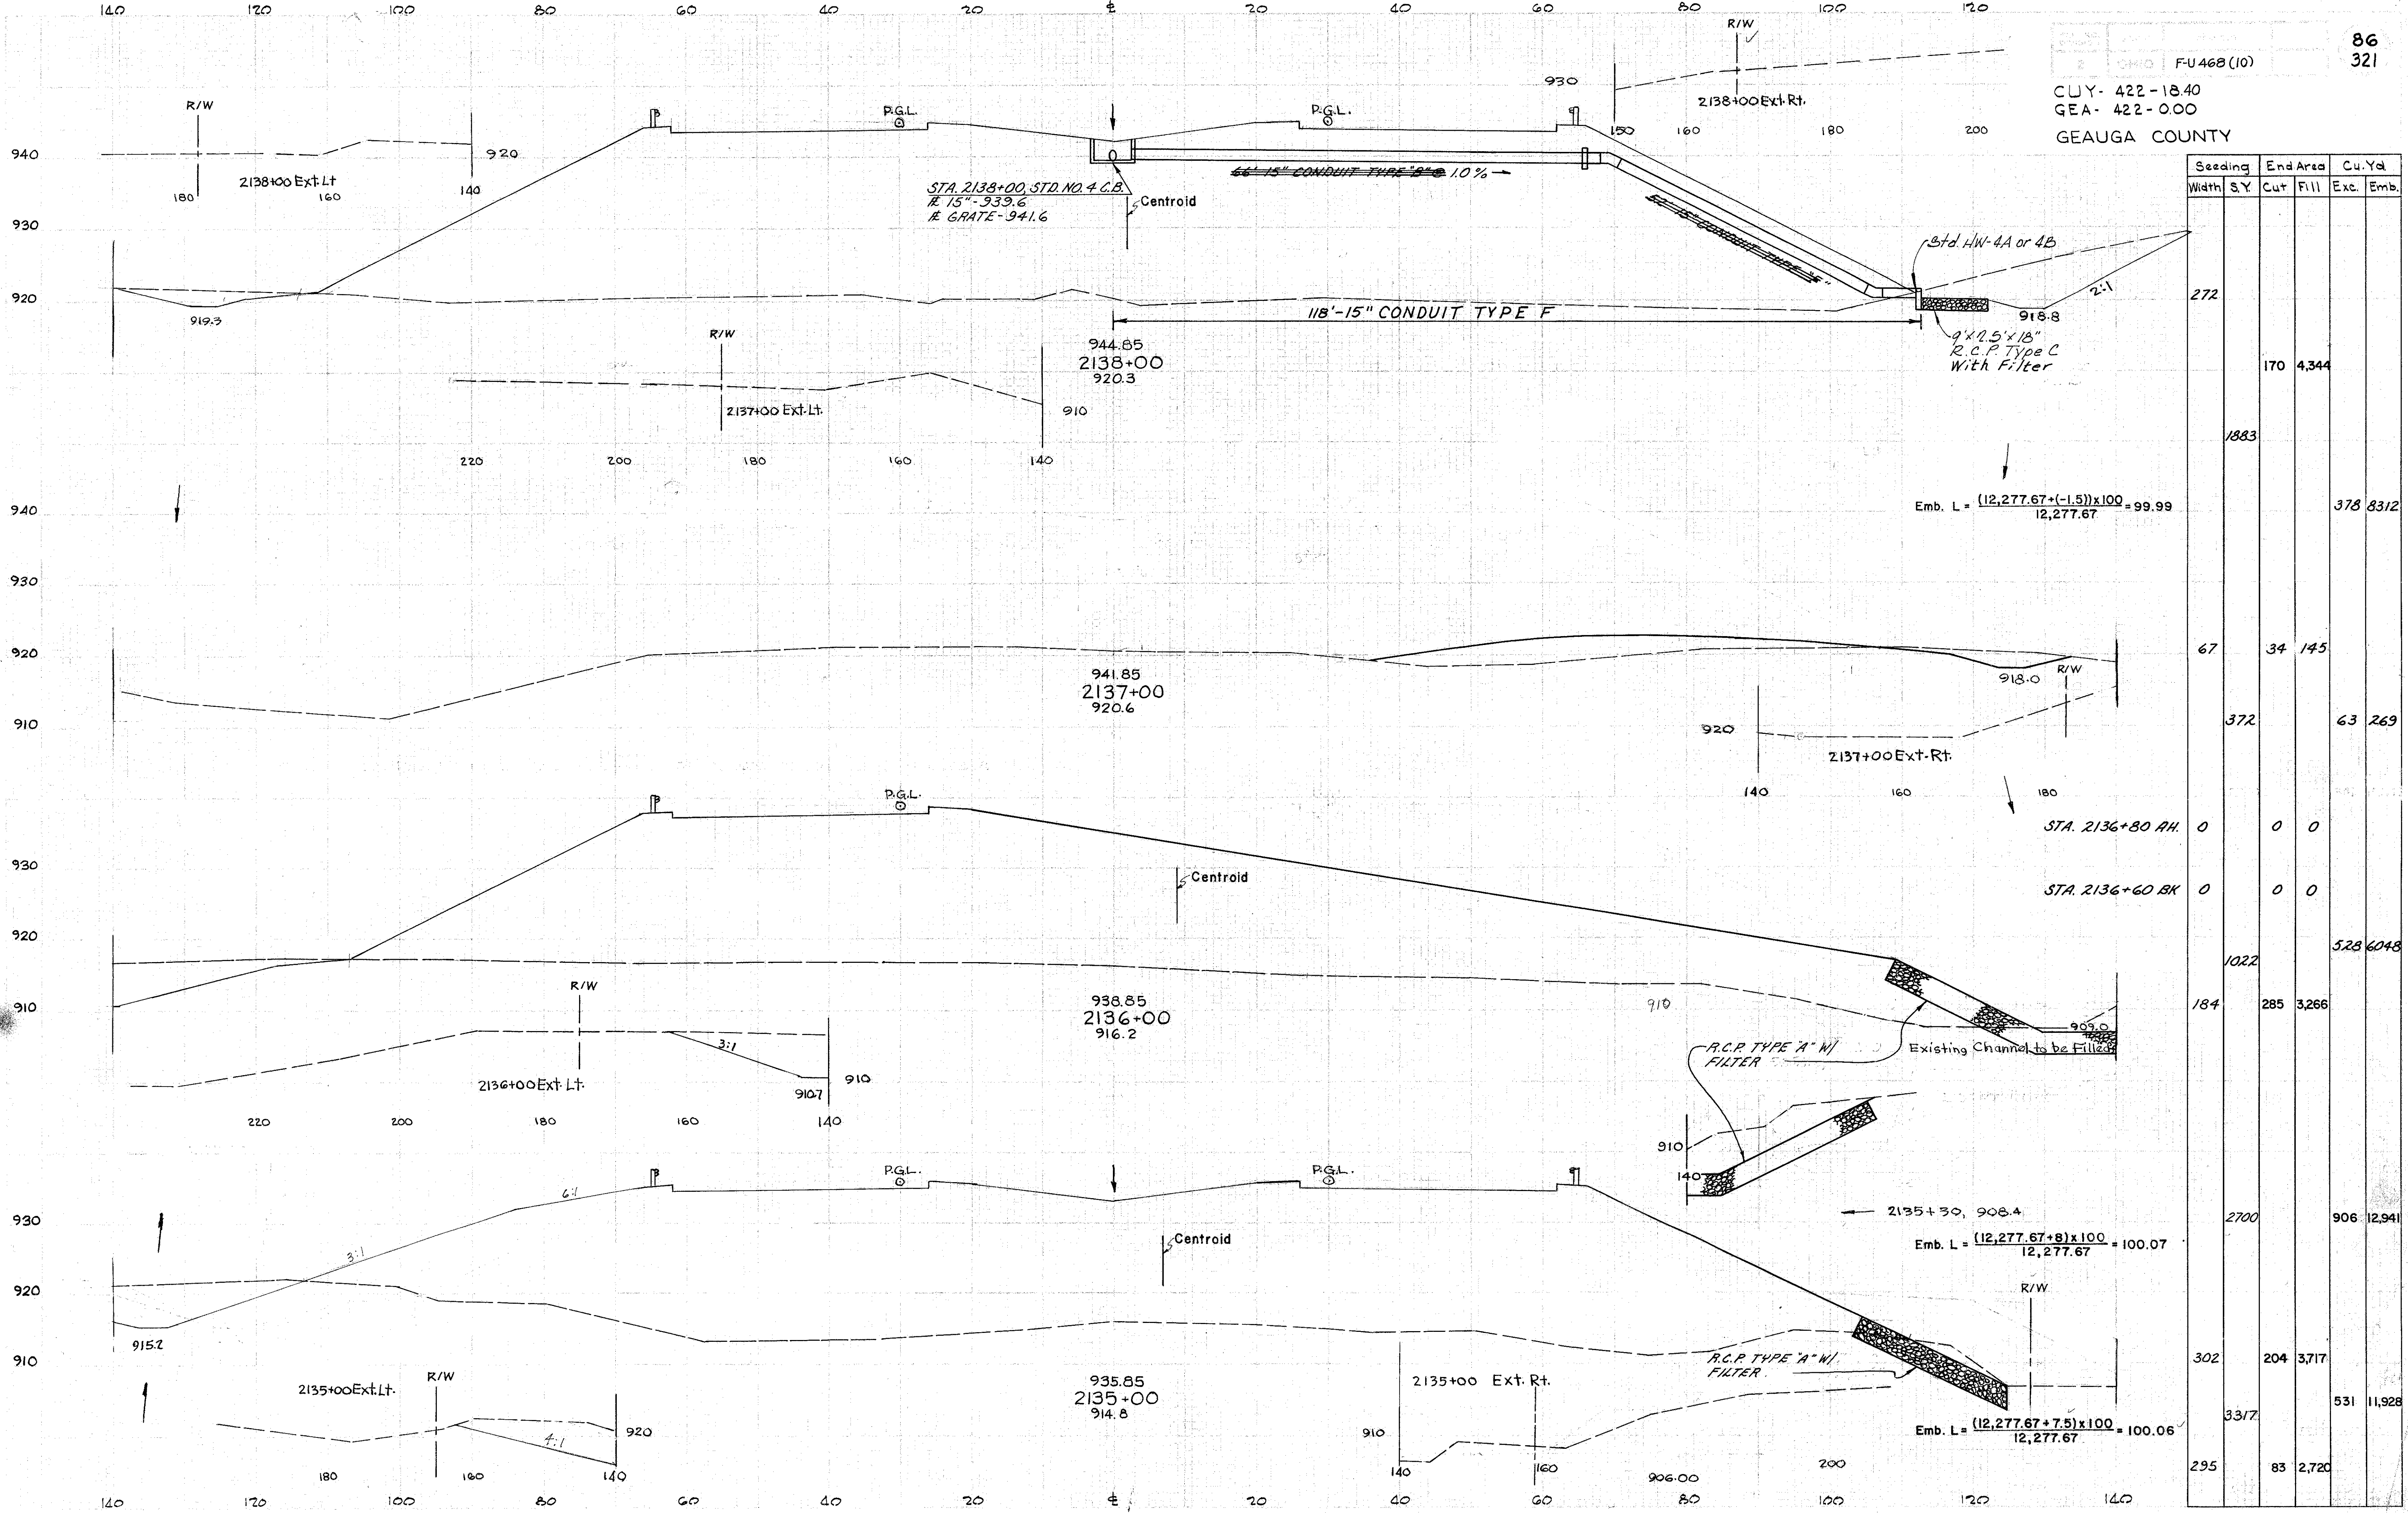 140 120 100 80 60 40 20 ℄ 20 40 60 80 100 120
86
321
2 OHIO F-U 468 (10)
CUY- 422-18.40
GEA- 422-0.00
GEAUGA COUNTY
Seeding End Area Cu.Yd.
Width S.Y. Cut Fill Exc. Emb.
R/W
930
2138+00 Ext. Rt.
150 160 180 200
R/W
920
2138+00 Ext. Lt
180 160 140
P.G.L.
P.G.L.
940
930
920
66' 15" CONDUIT TYPE "B" @ 1.0%
STA. 2138+00, STD. NO. 4 C.B.
℄ 15"-939.6
℄ GRATE-941.6
Centroid
CONDUIT TYPE "F"
Std. HW-4A or 4B
2:1
919.3
918.8
118'-15" CONDUIT TYPE F
9'x7.5'x18"
R.C.P. Type C
With Filter
272
170 4,344
944.85
2138+00
920.3
R/W
2137+00 Ext. Lt.
910
220 200 180 160 140
1883
Emb. L = (12,277.67+(-1.5))x100 = 99.99
12,277.67
378 8312
940
930
920
910
67 34 145
941.85
2137+00
920.6
918.0
R/W
920
2137+00 Ext. Rt.
140 160 180
372 63 269
STA. 2136+80 AH. 0 0 0
STA. 2136+60 BK 0 0 0
P.G.L.
930
920
910
Centroid
528 6048
1022
184 285 3,266
938.85
2136+00
916.2
910
909.0
R.C.P. TYPE "A" W/
FILTER
Existing Channel to be Filled
R/W
3:1
2136+00 Ext. Lt.
910.7
910
220 200 180 160 140
910
140
2135+30, 908.4
2700 906 12,941
Emb. L = (12,277.67+8)x100 = 100.07
12,277.67
P.G.L.
P.G.L.
6:1
3:1
930
920
910
Centroid
R/W
915.2
R.C.P. TYPE "A" W/
FILTER
302 204 3,717
935.85
2135+00
914.8
2135+00 Ext. Lt.
R/W
4:1
920
180 160 140
2135+00 Ext. Rt.
910
140 160 906.00 200
531 11,928
3317
Emb. L = (12,277.67+7.5)x100 = 100.06
12,277.67
295 83 2,720
140 120 100 80 60 40 20 ℄ 20 40 60 80 100 120 140